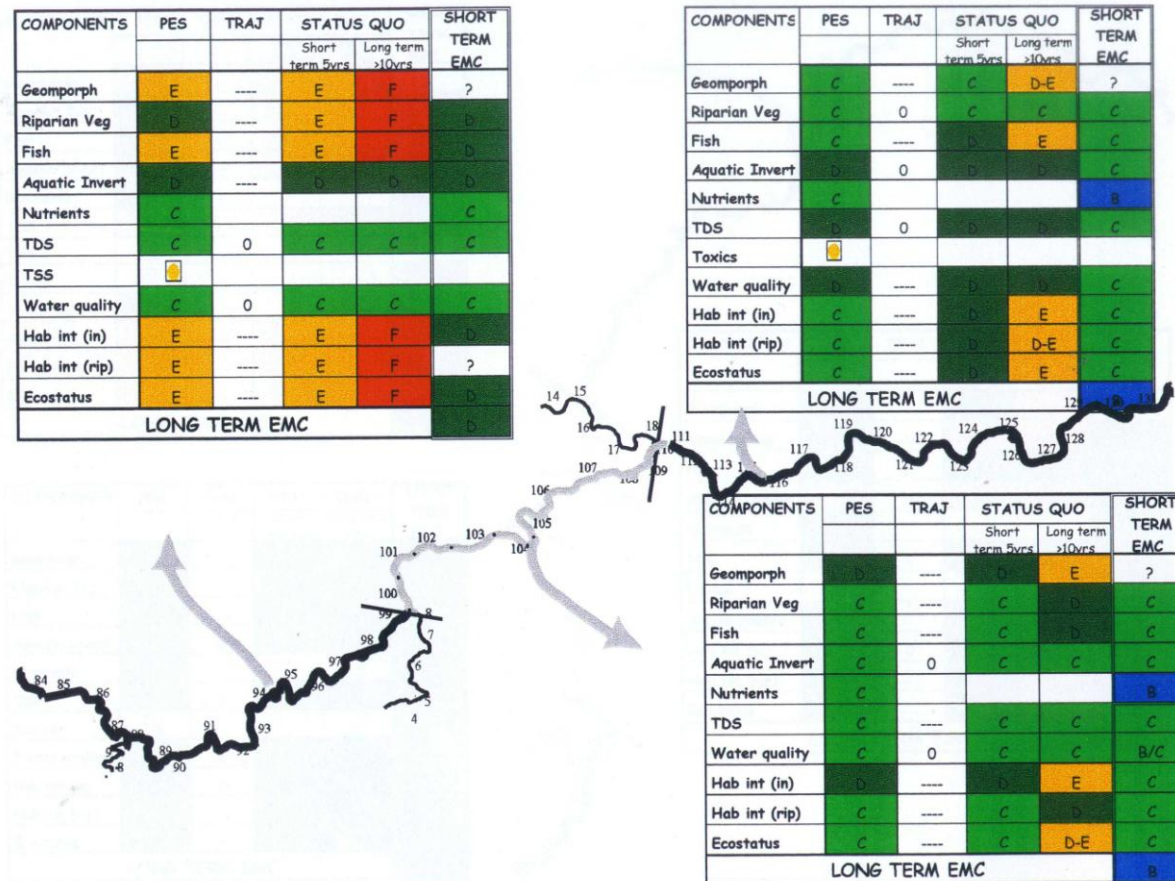 COMPONENTS PES TRAJ STATUS QUO SHORT TERM EMC
Short term 5yrs Long term >10yrs
Geomporph E ---- E F ?
Riparian Veg D ---- E F D
Fish E ---- E F D
Aquatic Invert D ---- D D D
Nutrients C C
TDS C O C C C
TSS
Water quality C O C C C
Hab int (in) E ---- E F D
Hab int (rip) E ---- E F ?
Ecostatus E ---- E F D
LONG TERM EMC D
COMPONENTS PES TRAJ STATUS QUO SHORT TERM EMC
Short term 5yrs Long term >10yrs
Geomporph C ---- C D-E ?
Riparian Veg C O C C C
Fish C ---- D E C
Aquatic Invert D O D D C
Nutrients C B
TDS D O D D C
Toxics
Water quality D ---- D D C
Hab int (in) C ---- D E C
Hab int (rip) C ---- D D-E C
Ecostatus C ---- D E C
LONG TERM EMC
14 15 16 17 18
111 113 116 117 118 119 120 121 122 123 124 125 126 127 128 129
109 107 106 105 104 103 102 101 100 99
8 7 6 5 4
98 97 96 95 94 93 92 91 90 89 87 86 85 84
8
COMPONENTS PES TRAJ STATUS QUO SHORT TERM EMC
Short term 5yrs Long term >10yrs
Geomporph D ---- D E ?
Riparian Veg C ---- C D C
Fish C ---- C D C
Aquatic Invert C O C C C
Nutrients C B
TDS C ---- C C C
Water quality C O C C B/C
Hab int (in) D ---- D E C
Hab int (rip) C ---- C D C
Ecostatus C ---- C D-E C
LONG TERM EMC B